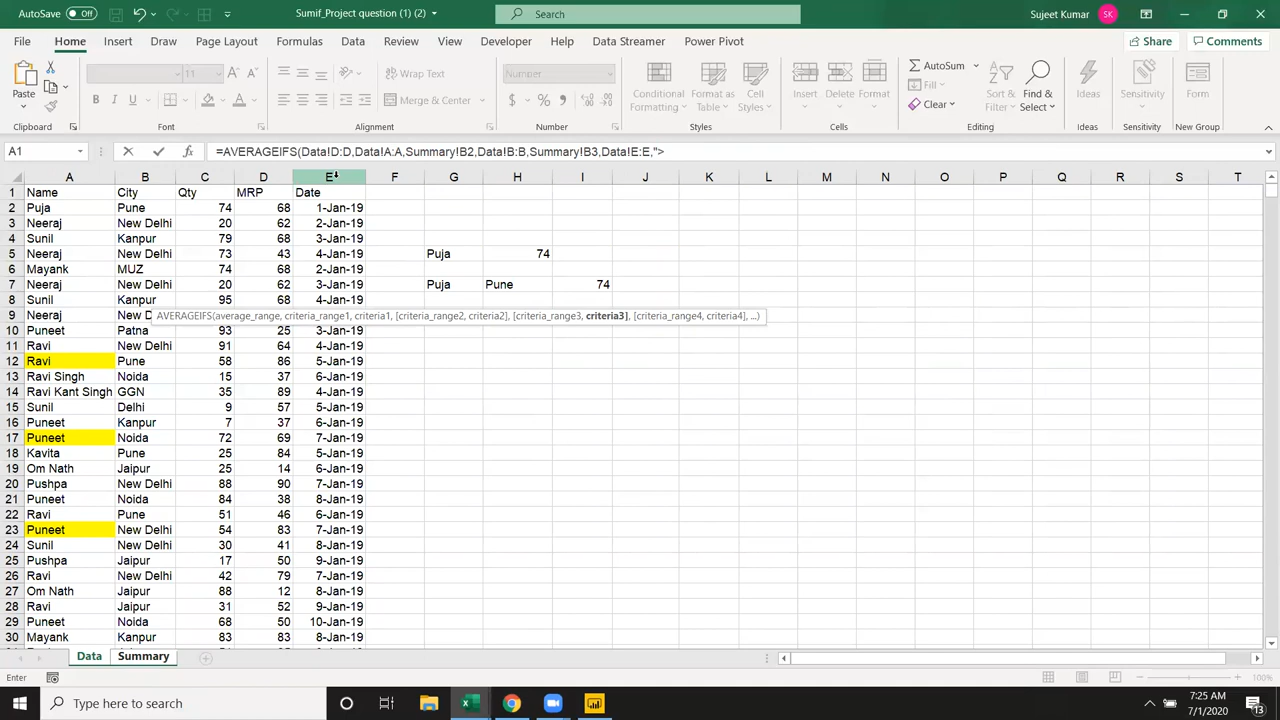 AutoSave Off Sumif_Project question (1) (2) Search Sujeet Kumar SK
File Home Insert Draw Page Layout Formulas Data Review View Developer Help Data Streamer Power Pivot Share Comments
Paste 11 Wrap Text Number Conditional Formatting Format as Table Cell Styles Insert Delete Format AutoSum Fill Clear Sort & Filter Find & Select Ideas Sensitivity Form
B I U Merge & Center $ %
Clipboard Font Alignment Number Styles Cells Editing Ideas Sensitivity New Group
A1 fx =AVERAGEIFS(Data!D:D,Data!A:A,Summary!B2,Data!B:B,Summary!B3,Data!E:E,">
A B C D E F G H I J K L M N O P Q R S T
1 Name City Qty MRP Date
2 Puja Pune 74 68 1-Jan-19
3 Neeraj New Delhi 20 62 2-Jan-19
4 Sunil Kanpur 79 68 3-Jan-19
5 Neeraj New Delhi 73 43 4-Jan-19 Puja 74
6 Mayank MUZ 74 68 2-Jan-19
7 Neeraj New Delhi 20 62 3-Jan-19 Puja Pune 74
8 Sunil Kanpur 95 68 4-Jan-19
9 Neeraj New D AVERAGEIFS(average_range, criteria_range1, criteria1, [criteria_range2, criteria2], [criteria_range3, criteria3], [criteria_range4, criteria4], ...)
10 Puneet Patna 93 25 3-Jan-19
11 Ravi New Delhi 91 64 4-Jan-19
12 Ravi Pune 58 86 5-Jan-19
13 Ravi Singh Noida 15 37 6-Jan-19
14 Ravi Kant Singh GGN 35 89 4-Jan-19
15 Sunil Delhi 9 57 5-Jan-19
16 Puneet Kanpur 7 37 6-Jan-19
17 Puneet Noida 72 69 7-Jan-19
18 Kavita Pune 25 84 5-Jan-19
19 Om Nath Jaipur 25 14 6-Jan-19
20 Pushpa New Delhi 88 90 7-Jan-19
21 Puneet Noida 84 38 8-Jan-19
22 Ravi Pune 51 46 6-Jan-19
23 Puneet New Delhi 54 83 7-Jan-19
24 Sunil New Delhi 30 41 8-Jan-19
25 Pushpa Jaipur 17 50 9-Jan-19
26 Ravi New Delhi 42 79 7-Jan-19
27 Om Nath Jaipur 88 12 8-Jan-19
28 Ravi Jaipur 31 52 9-Jan-19
29 Puneet Noida 68 50 10-Jan-19
30 Mayank Kanpur 83 83 8-Jan-19
Data Summary
Enter 100%
Type here to search 7:25 AM
7/1/2020 13